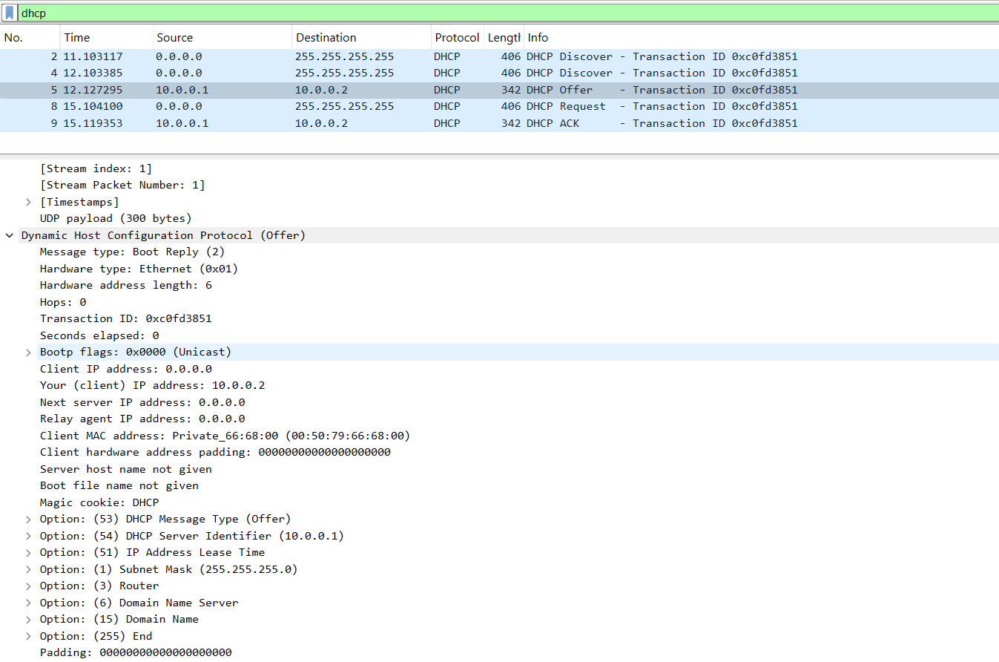 dhcp
No. Time Source Destination Protocol Lengtl Info
2 11.103117 0.0.0.0 255.255.255.255 DHCP 406 DHCP Discover - Transaction ID 0xc0fd3851
4 12.103385 0.0.0.0 255.255.255.255 DHCP 406 DHCP Discover - Transaction ID 0xc0fd3851
5 12.127295 10.0.0.1 10.0.0.2 DHCP 342 DHCP Offer - Transaction ID 0xc0fd3851
8 15.104100 0.0.0.0 255.255.255.255 DHCP 406 DHCP Request - Transaction ID 0xc0fd3851
9 15.119353 10.0.0.1 10.0.0.2 DHCP 342 DHCP ACK - Transaction ID 0xc0fd3851
[Stream index: 1]
[Stream Packet Number: 1]
[Timestamps]
UDP payload (300 bytes)
Dynamic Host Configuration Protocol (Offer)
Message type: Boot Reply (2)
Hardware type: Ethernet (0x01)
Hardware address length: 6
Hops: 0
Transaction ID: 0xc0fd3851
Seconds elapsed: 0
Bootp flags: 0x0000 (Unicast)
Client IP address: 0.0.0.0
Your (client) IP address: 10.0.0.2
Next server IP address: 0.0.0.0
Relay agent IP address: 0.0.0.0
Client MAC address: Private_66:68:00 (00:50:79:66:68:00)
Client hardware address padding: 00000000000000000000
Server host name not given
Boot file name not given
Magic cookie: DHCP
Option: (53) DHCP Message Type (Offer)
Option: (54) DHCP Server Identifier (10.0.0.1)
Option: (51) IP Address Lease Time
Option: (1) Subnet Mask (255.255.255.0)
Option: (3) Router
Option: (6) Domain Name Server
Option: (15) Domain Name
Option: (255) End
Padding: 00000000000000000000